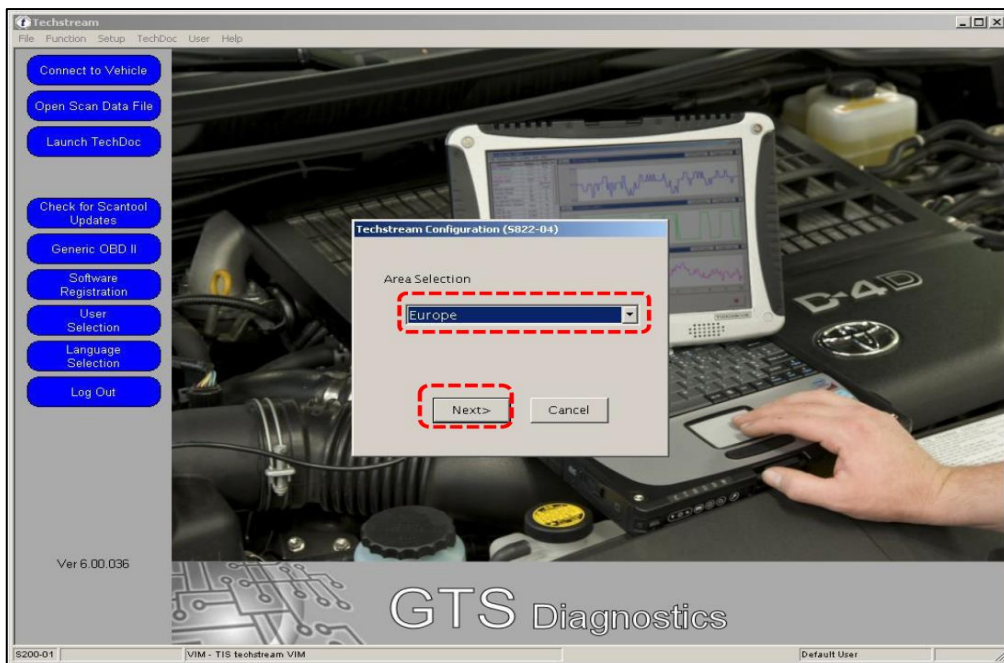 Techstream
File Function Setup TechDoc User Help
Connect to Vehicle
Open Scan Data File
Launch TechDoc
Check for Scantool
Updates
Generic OBD II
Software
Registration
User
Selection
Language
Selection
Log Out
Ver 6.00.036
Techstream Configuration (S822-04)
Area Selection
Europe
Next>
Cancel
D-4D
GTS Diagnostics
S200-01
VIM - TIS techstream VIM
Default User